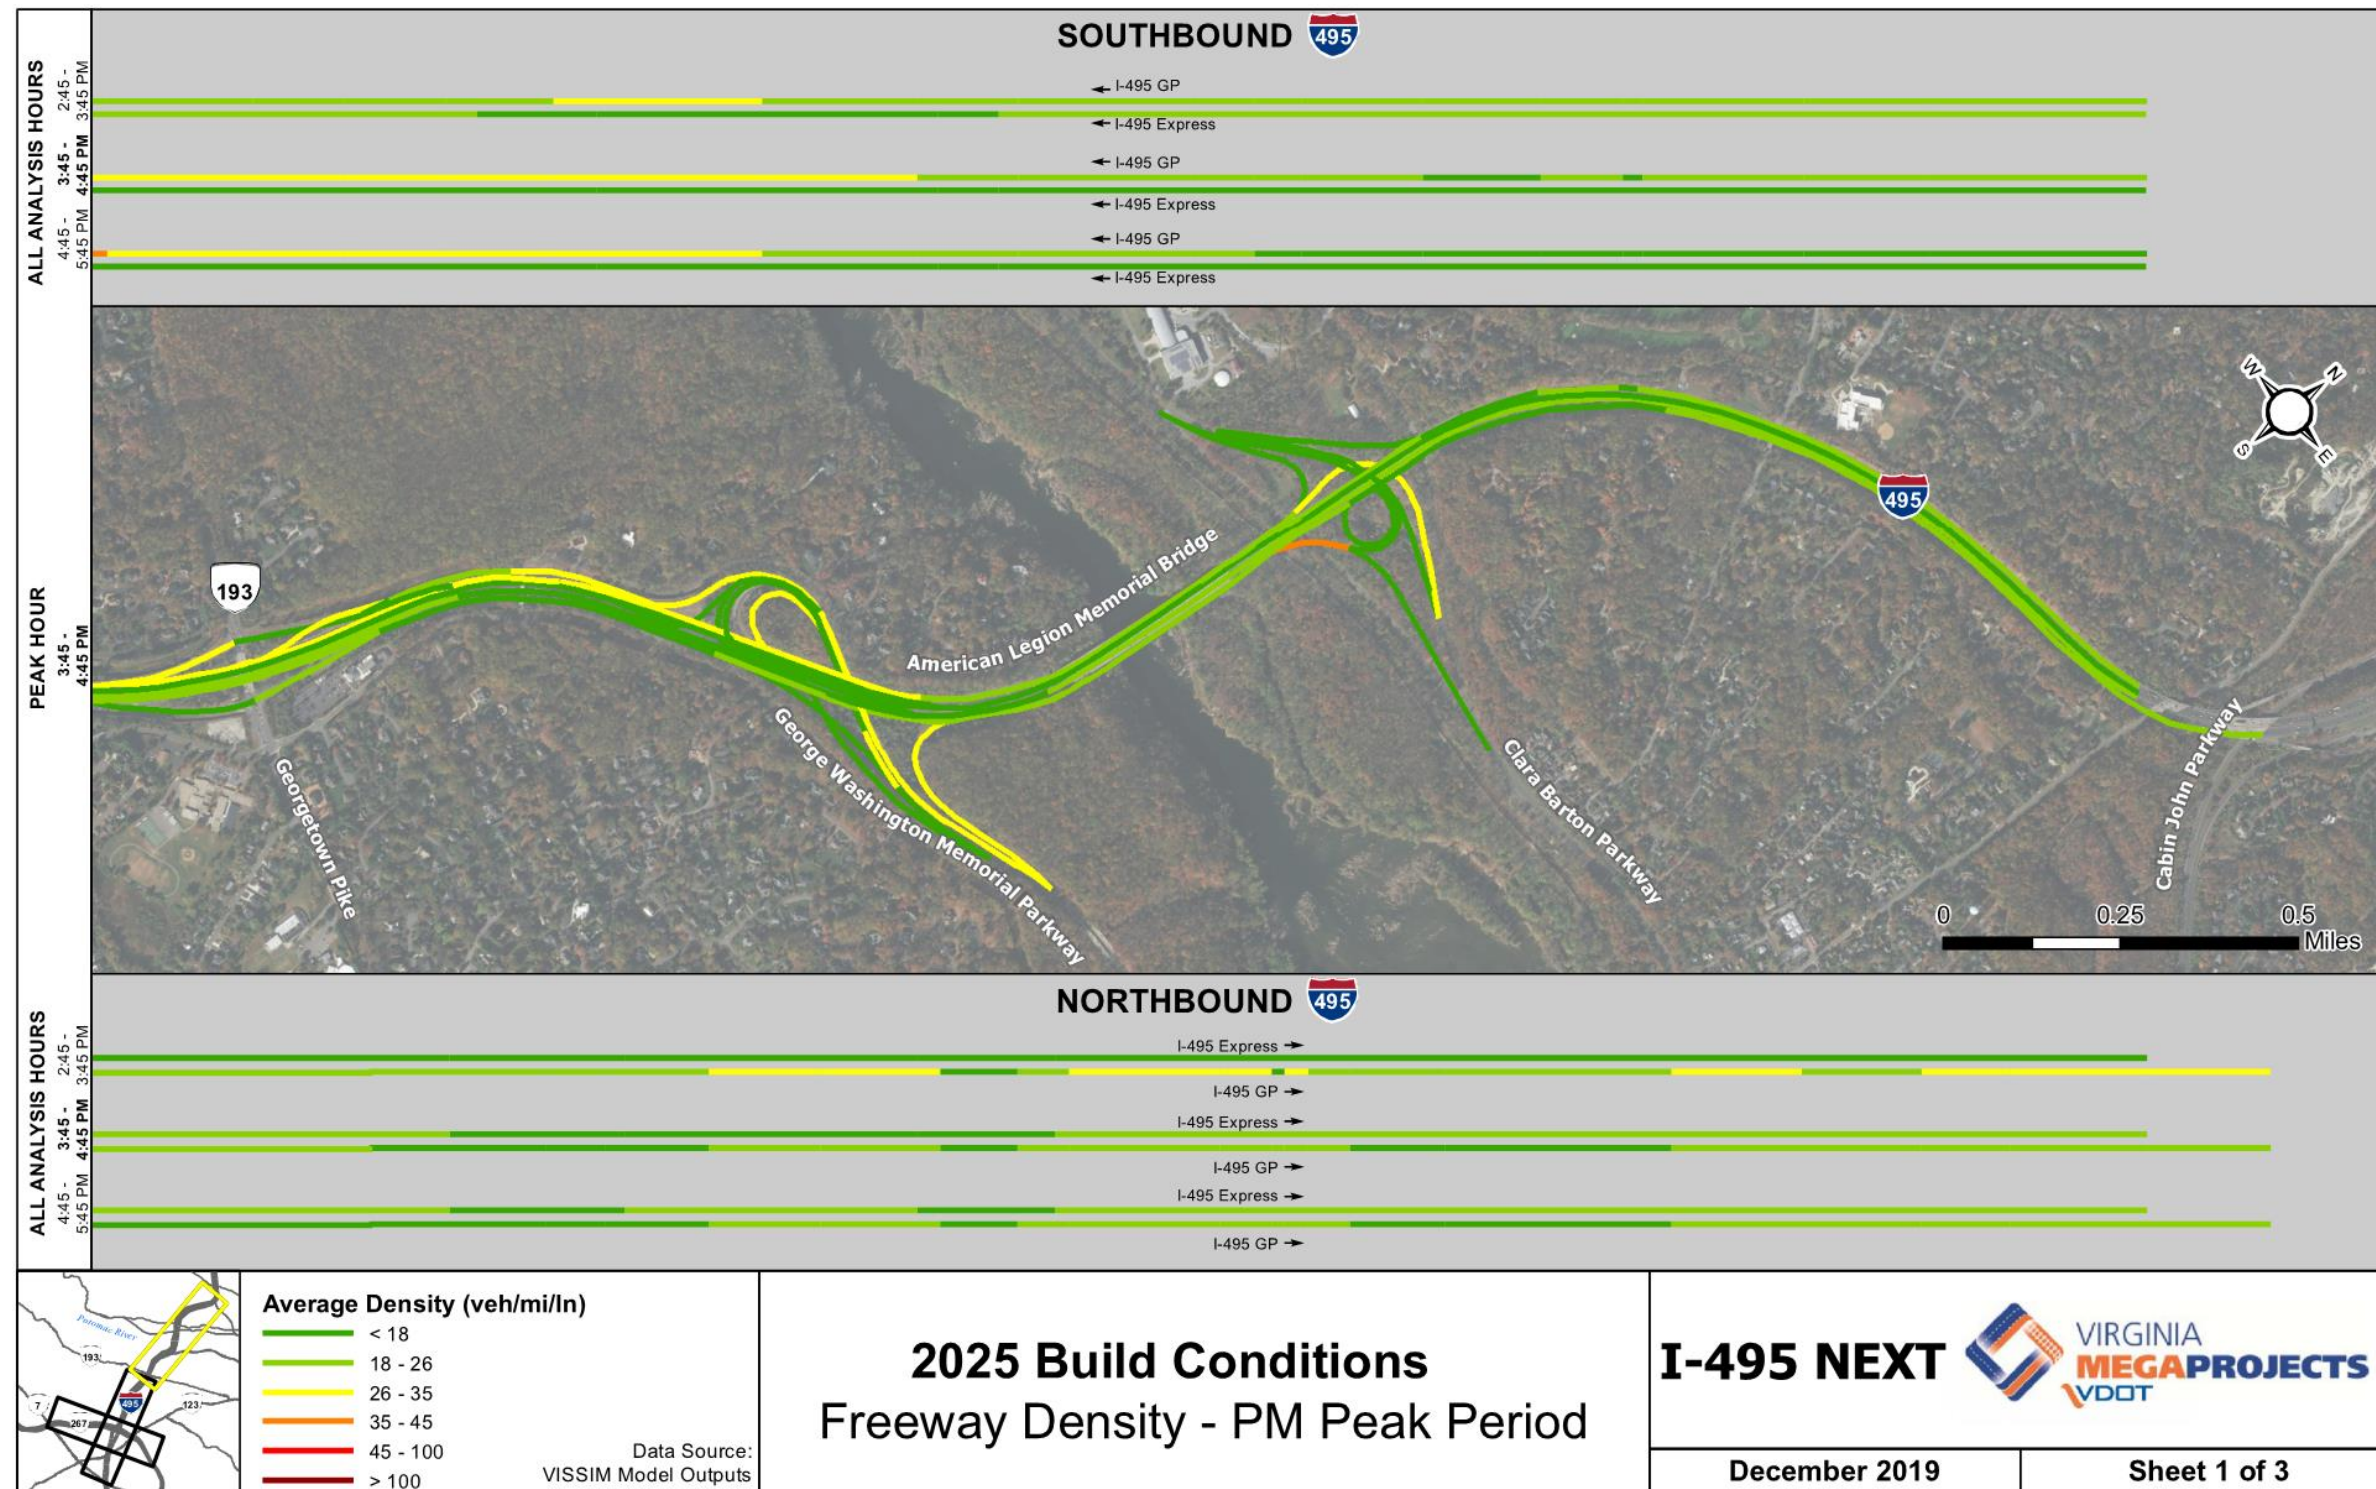 SOUTHBOUND 495
ALL ANALYSIS HOURS
2:45 -
3:45 PM
I-495 GP
I-495 Express
3:45 -
4:45 PM
I-495 GP
I-495 Express
4:45 -
5:45 PM
I-495 GP
I-495 Express
PEAK HOUR
3:45 -
4:45 PM
193
495
W
N
S
E
American Legion Memorial Bridge
Georgetown Pike
George Washington Memorial Parkway
Clara Barton Parkway
Cabin John Parkway
0 0.25 0.5
Miles
NORTHBOUND 495
ALL ANALYSIS HOURS
2:45 -
3:45 PM
I-495 Express
I-495 GP
3:45 -
4:45 PM
I-495 Express
I-495 GP
4:45 -
5:45 PM
I-495 Express
I-495 GP
Potomac River
193
495
7
267
123
Average Density (veh/mi/ln)
< 18
18 - 26
26 - 35
35 - 45
45 - 100
> 100
Data Source:
VISSIM Model Outputs
2025 Build Conditions
Freeway Density - PM Peak Period
I-495 NEXT
VIRGINIA
MEGAPROJECTS
VDOT
December 2019
Sheet 1 of 3